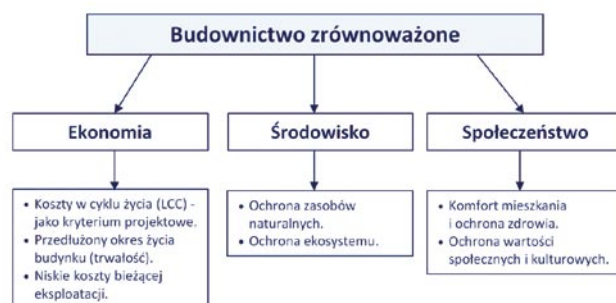 Budownictwo zrównoważone
Ekonomia
Środowisko
Społeczeństwo
• Koszty w cyklu życia (LCC) -
jako kryterium projektowe.
• Przedłużony okres życia
budynku (trwałość).
• Niskie koszty bieżącej
eksploatacji.
• Ochrona zasobów
naturalnych.
• Ochrona ekosystemu.
• Komfort mieszkania
i ochrona zdrowia.
• Ochrona wartości
społecznych i kulturowych.